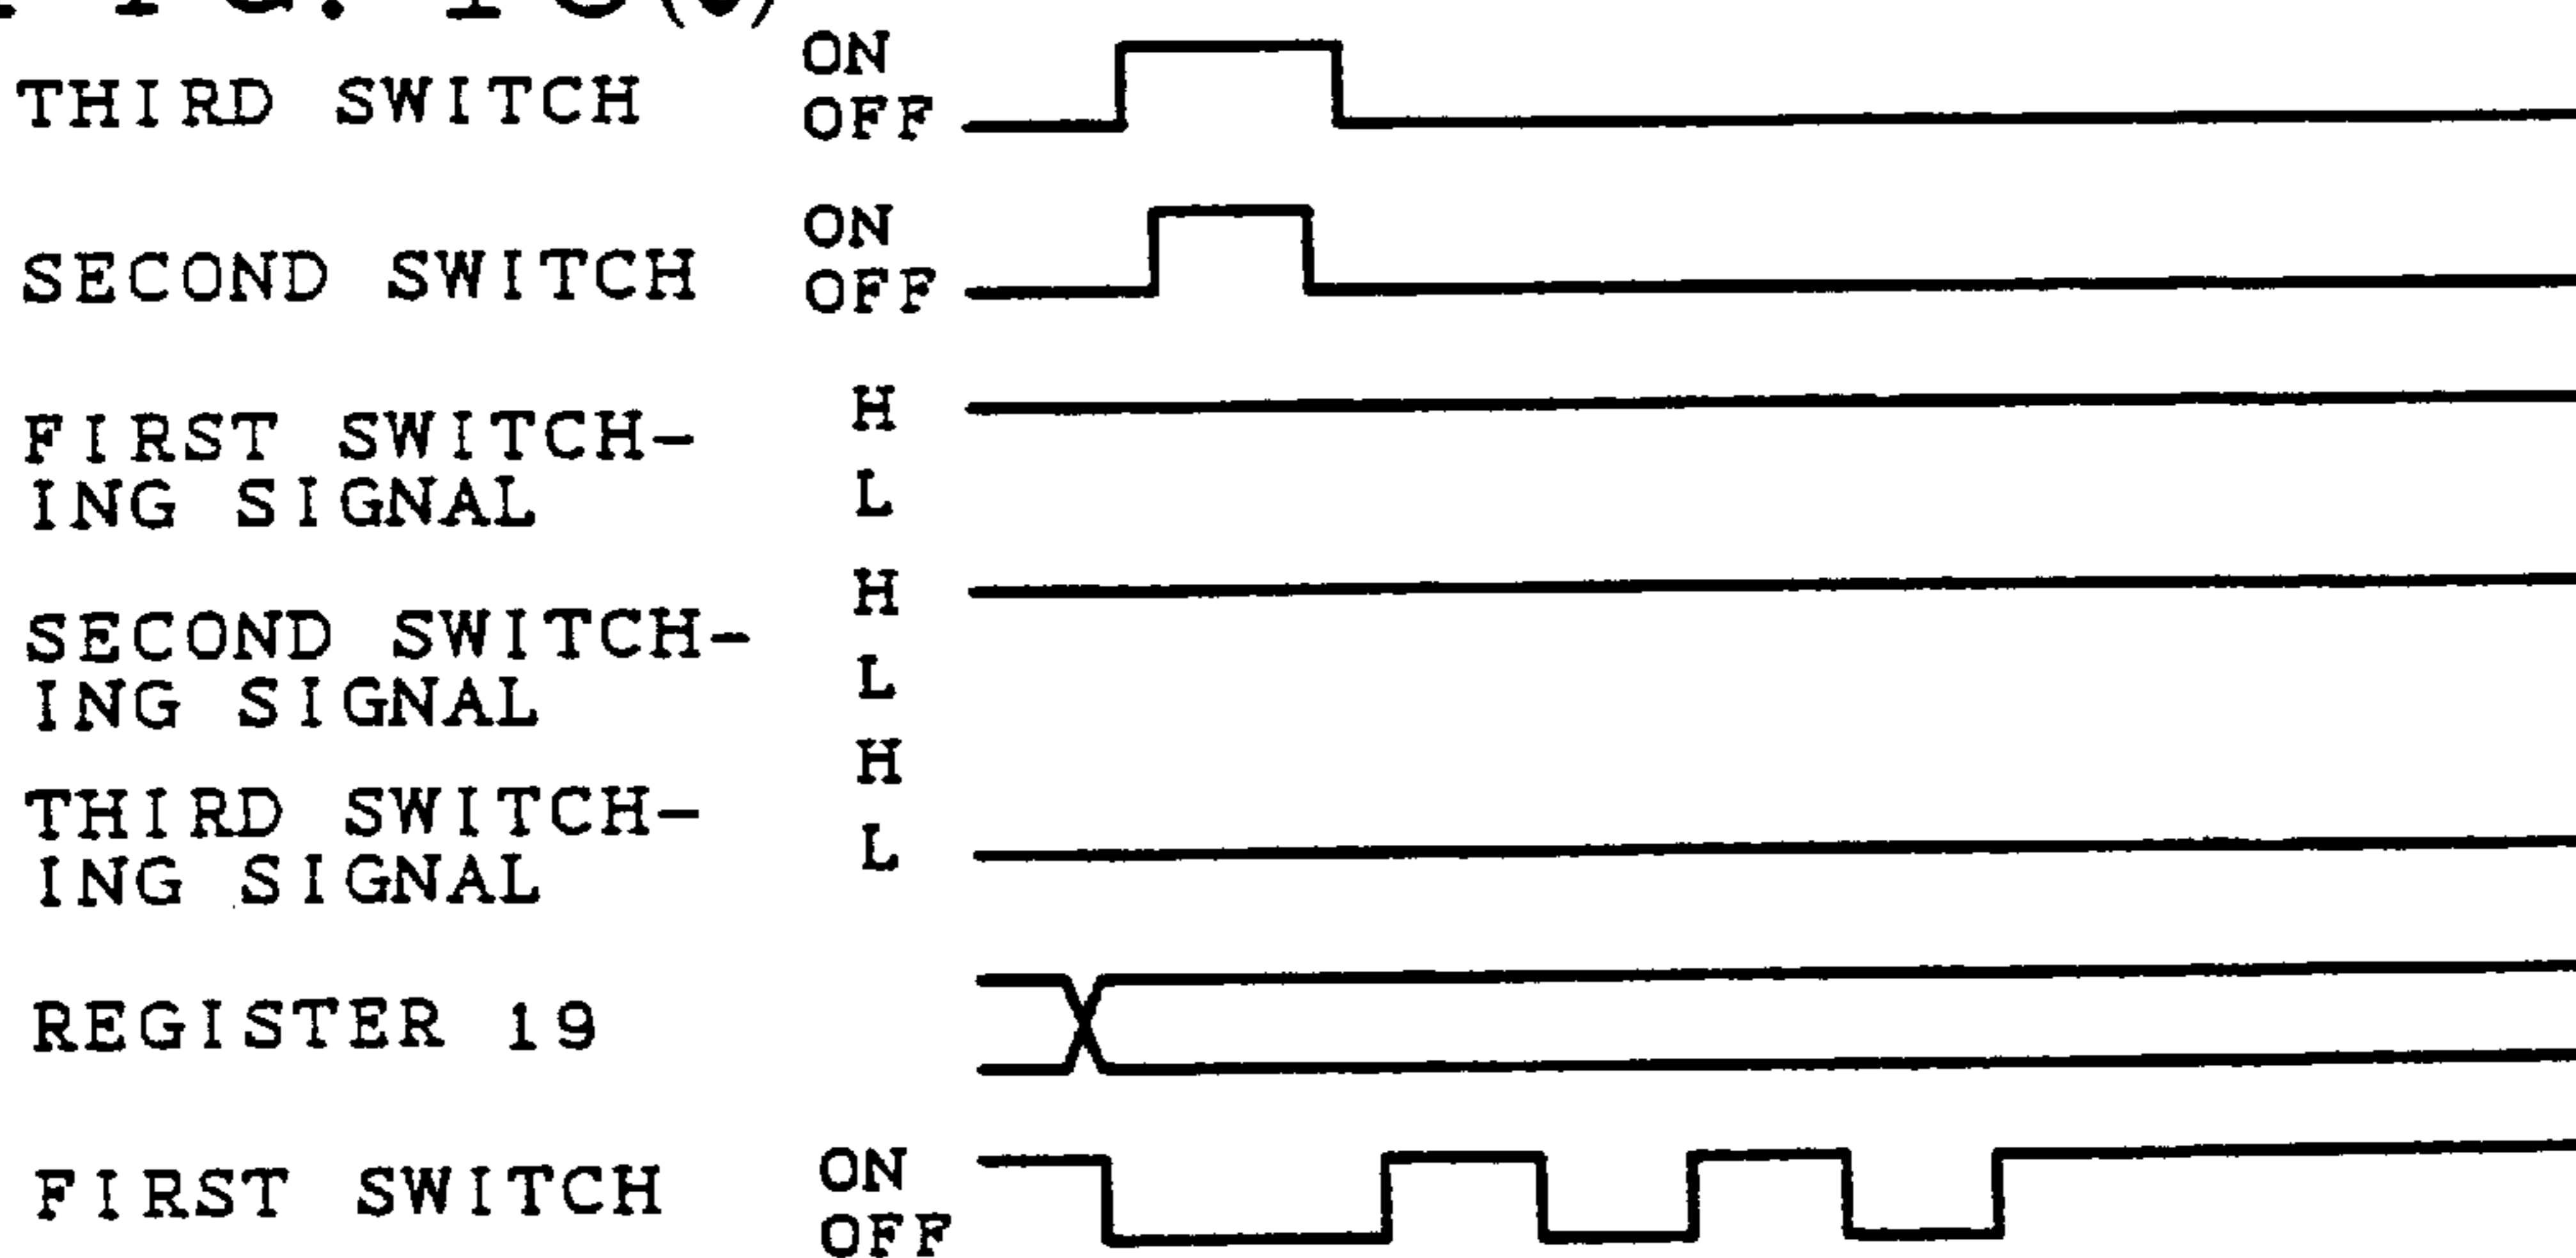 THIRD SWITCH
ON
OFF
SECOND SWITCH
ON
OFF
FIRST SWITCH-
ING SIGNAL
H
L
SECOND SWITCH-
ING SIGNAL
H
L
THIRD SWITCH-
ING SIGNAL
H
L
REGISTER 19
FIRST SWITCH
ON
OFF